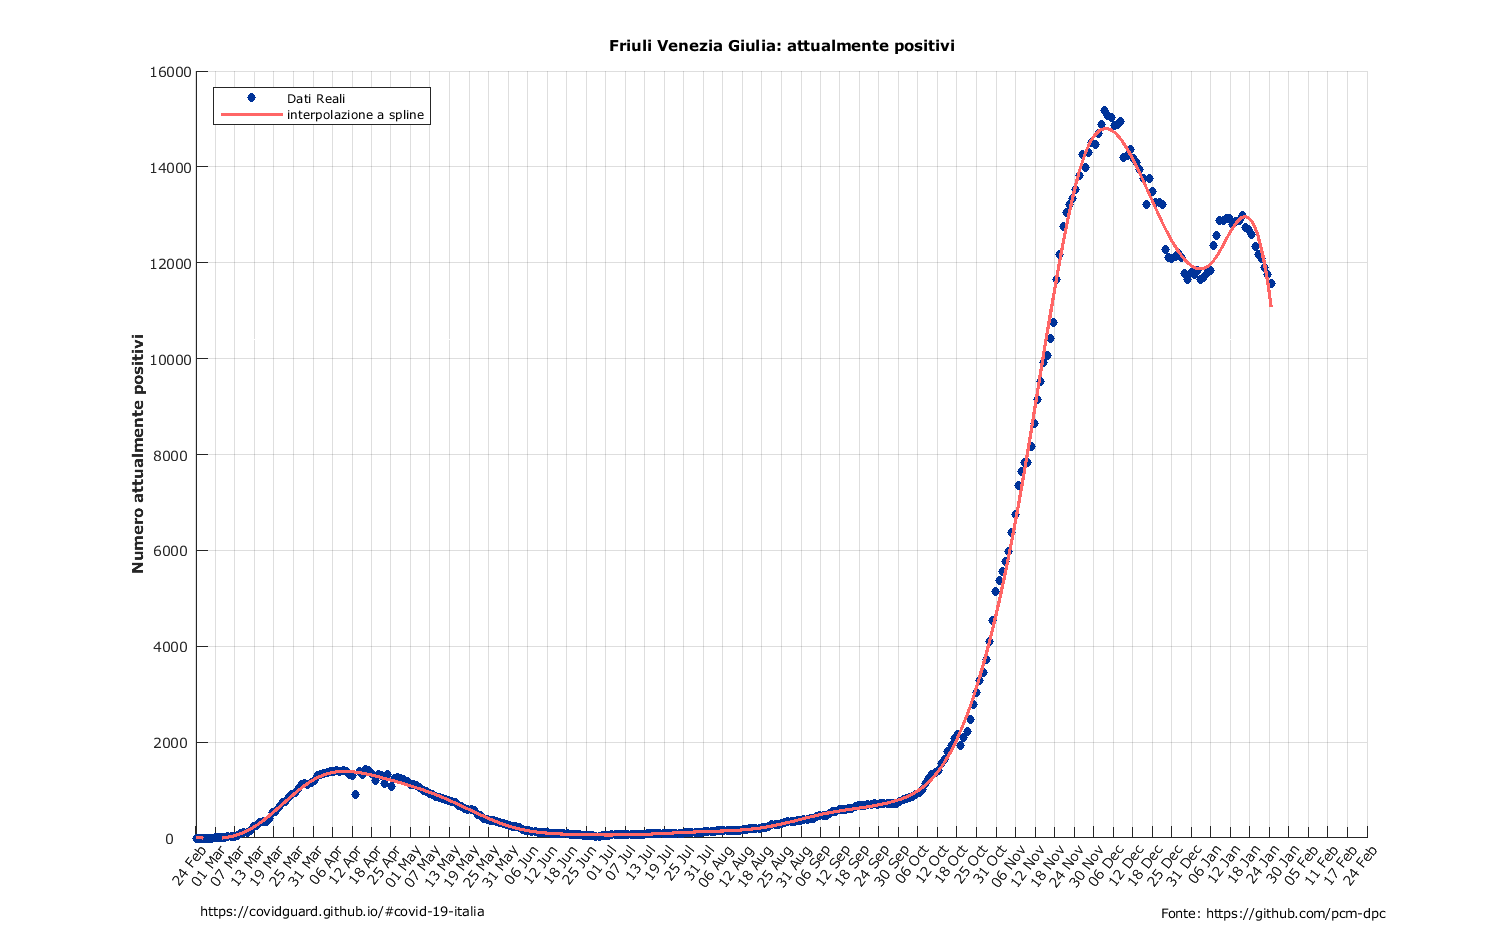 Friuli Venezia Giulia: attualmente positivi
Dati Reali
interpolazione a spline
Numero attualmente positivi
16000
14000
12000
10000
8000
6000
4000
2000
0
24 Feb
01 Mar
07 Mar
13 Mar
19 Mar
25 Mar
31 Mar
06 Apr
12 Apr
18 Apr
25 Apr
01 May
07 May
13 May
19 May
25 May
31 May
06 Jun
12 Jun
18 Jun
25 Jun
01 Jul
07 Jul
13 Jul
19 Jul
25 Jul
31 Jul
06 Aug
12 Aug
18 Aug
25 Aug
31 Aug
06 Sep
12 Sep
18 Sep
24 Sep
30 Sep
06 Oct
12 Oct
18 Oct
25 Oct
31 Oct
06 Nov
12 Nov
18 Nov
24 Nov
30 Nov
06 Dec
12 Dec
18 Dec
25 Dec
31 Dec
06 Jan
12 Jan
18 Jan
24 Jan
30 Jan
05 Feb
11 Feb
17 Feb
24 Feb
https://covidguard.github.io/#covid-19-italia
Fonte: https://github.com/pcm-dpc